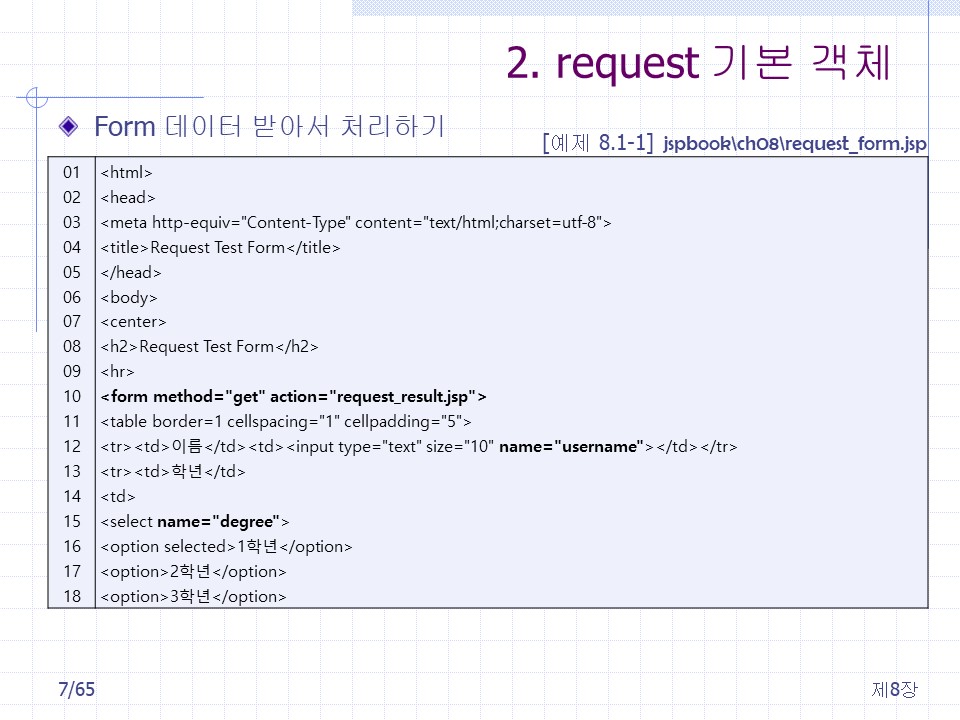 2. request 기본 객체
Form 데이터 받아서 처리하기
[예제 8.1-1] jspbook\ch08\request_form.jsp
01 <html>
02 <head>
03 <meta http-equiv="Content-Type" content="text/html;charset=utf-8">
04 <title>Request Test Form</title>
05 </head>
06 <body>
07 <center>
08 <h2>Request Test Form</h2>
09 <hr>
10 <form method="get" action="request_result.jsp">
11 <table border=1 cellspacing="1" cellpadding="5">
12 <tr><td>이름</td><td><input type="text" size="10" name="username"></td></tr>
13 <tr><td>학년</td>
14 <td>
15 <select name="degree">
16 <option selected>1학년</option>
17 <option>2학년</option>
18 <option>3학년</option>
7/65
제8장